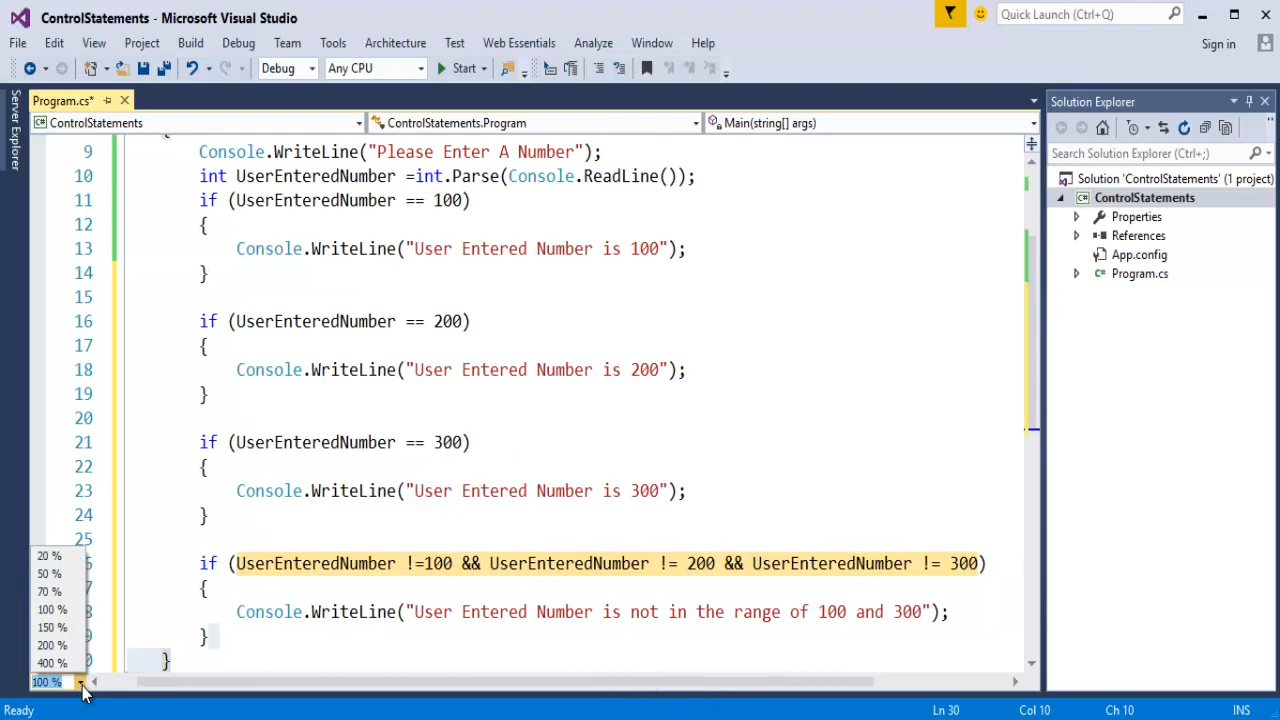 ControlStatements - Microsoft Visual Studio
Quick Launch (Ctrl+Q)
File Edit View Project Build Debug Team Tools Architecture Test Web Essentials Analyze Window Help
Sign in
Debug Any CPU Start
Server Explorer
Program.cs*
ControlStatements ControlStatements.Program Main(string[] args)
9 Console.WriteLine("Please Enter A Number");
10 int UserEnteredNumber =int.Parse(Console.ReadLine());
11 if (UserEnteredNumber == 100)
12 {
13 Console.WriteLine("User Entered Number is 100");
14 }
15
16 if (UserEnteredNumber == 200)
17 {
18 Console.WriteLine("User Entered Number is 200");
19 }
20
21 if (UserEnteredNumber == 300)
22 {
23 Console.WriteLine("User Entered Number is 300");
24 }
25
6 if (UserEnteredNumber !=100 && UserEnteredNumber != 200 && UserEnteredNumber != 300)
7 {
8 Console.WriteLine("User Entered Number is not in the range of 100 and 300");
9 }
0 }
20 %
50 %
70 %
100 %
150 %
200 %
400 %
100 %
Solution Explorer
Search Solution Explorer (Ctrl+;)
Solution 'ControlStatements' (1 project)
ControlStatements
Properties
References
App.config
Program.cs
Ready Ln 30 Col 10 Ch 10 INS